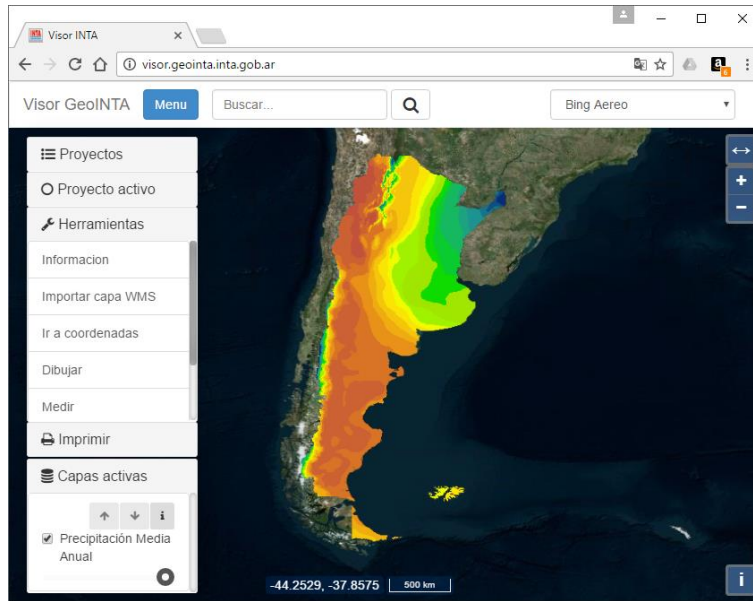 Visor INTA
visor.geointa.inta.gob.ar
Visor GeoINTA
Menu
Buscar...
Bing Aereo
Proyectos
Proyecto activo
Herramientas
Informacion
Importar capa WMS
Ir a coordenadas
Dibujar
Medir
Imprimir
Capas activas
Precipitación Media
Anual
-44.2529, -37.8575
500 km